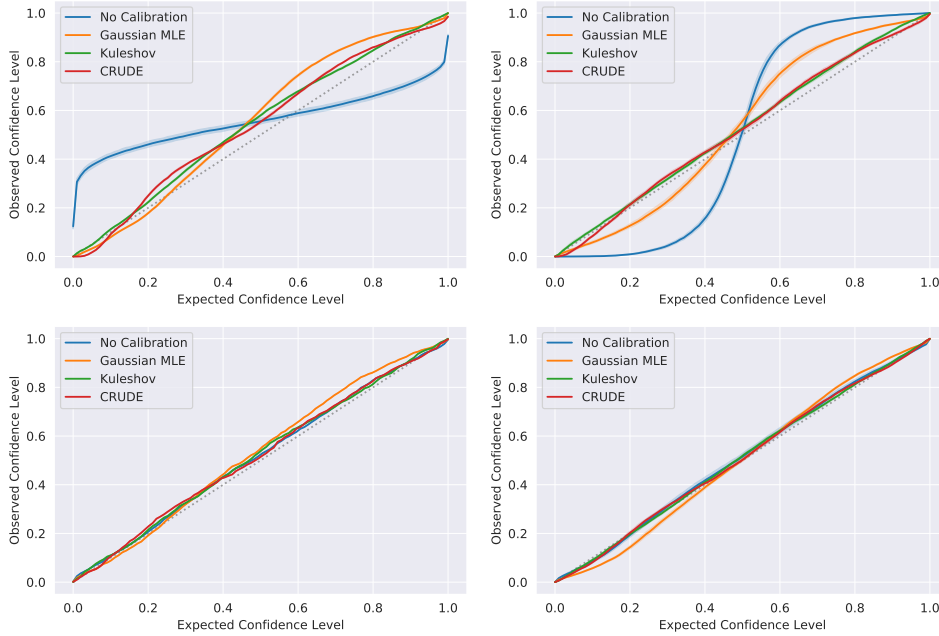 No Calibration
Gaussian MLE
Kuleshov
CRUDE
1.0
0.8
0.6
0.4
0.2
0.0
Observed Confidence Level
0.0 0.2 0.4 0.6 0.8 1.0
Expected Confidence Level
No Calibration
Gaussian MLE
Kuleshov
CRUDE
1.0
0.8
0.6
0.4
0.2
0.0
Observed Confidence Level
0.0 0.2 0.4 0.6 0.8 1.0
Expected Confidence Level
No Calibration
Gaussian MLE
Kuleshov
CRUDE
1.0
0.8
0.6
0.4
0.2
0.0
Observed Confidence Level
0.0 0.2 0.4 0.6 0.8 1.0
Expected Confidence Level
No Calibration
Gaussian MLE
Kuleshov
CRUDE
1.0
0.8
0.6
0.4
0.2
0.0
Observed Confidence Level
0.0 0.2 0.4 0.6 0.8 1.0
Expected Confidence Level